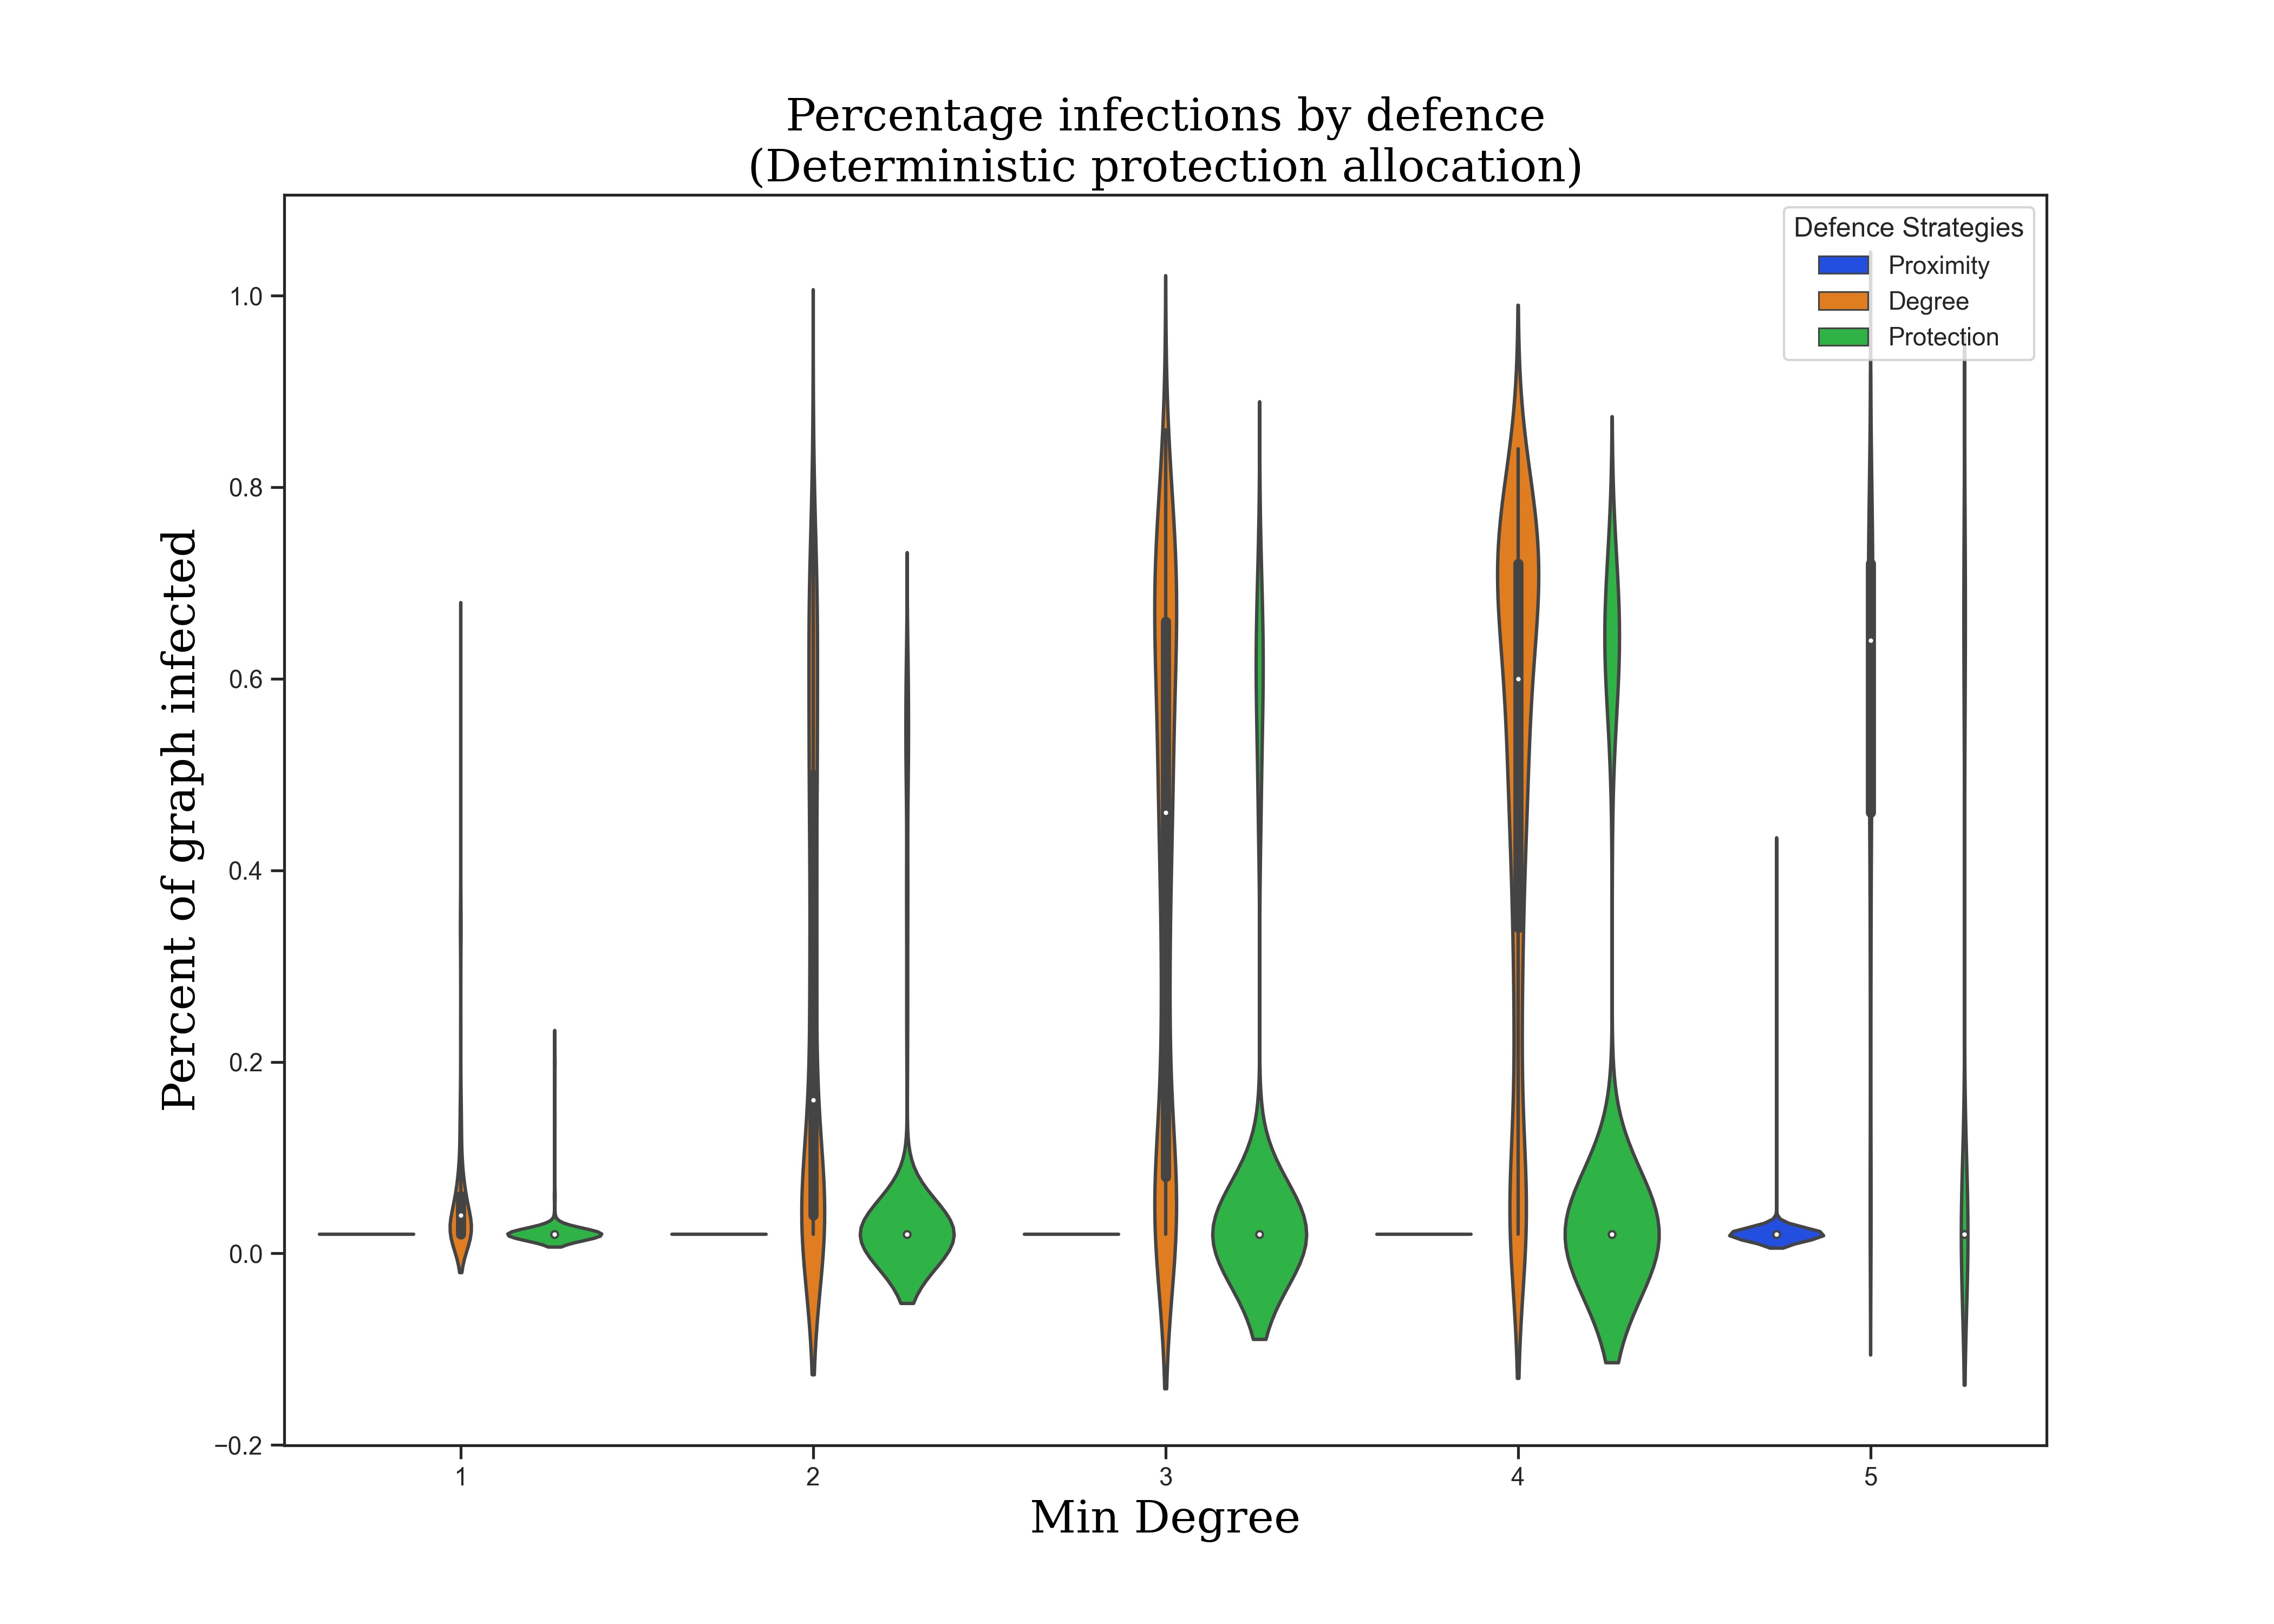 Percentage infections by defence
(Deterministic protection allocation)
Defence Strategies
Proximity
Degree
Protection
Percent of graph infected
1.0
0.8
0.6
0.4
0.2
0.0
−0.2
1 2 3 4 5
Min Degree